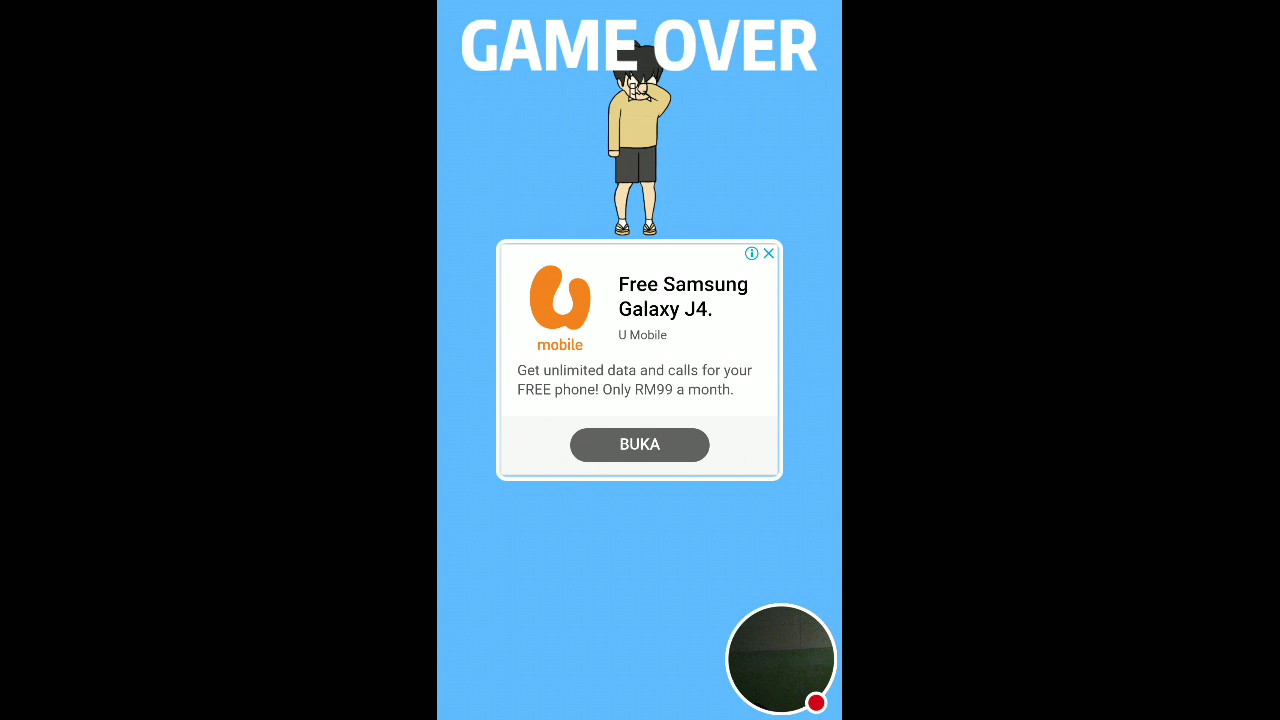 GAME OVER
Free Samsung
Galaxy J4.
U Mobile
mobile
Get unlimited data and calls for your
FREE phone! Only RM99 a month.
BUKA